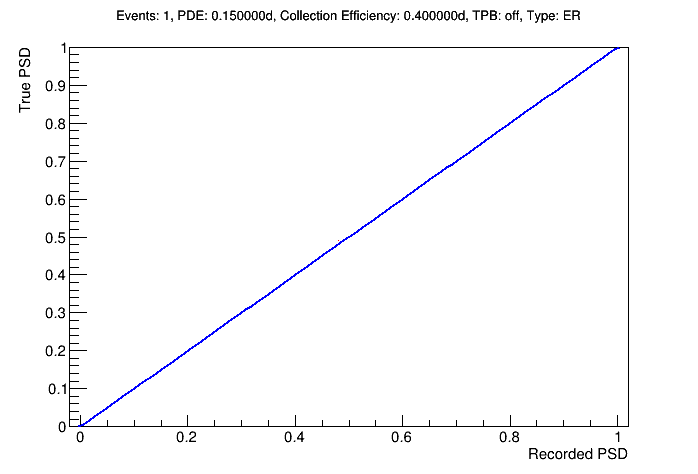 Events: 1, PDE: 0.150000d, Collection Efficiency: 0.400000d, TPB: off, Type: ER
True PSD
1
0.9
0.8
0.7
0.6
0.5
0.4
0.3
0.2
0.1
0
0 0.2 0.4 0.6 0.8 1
Recorded PSD